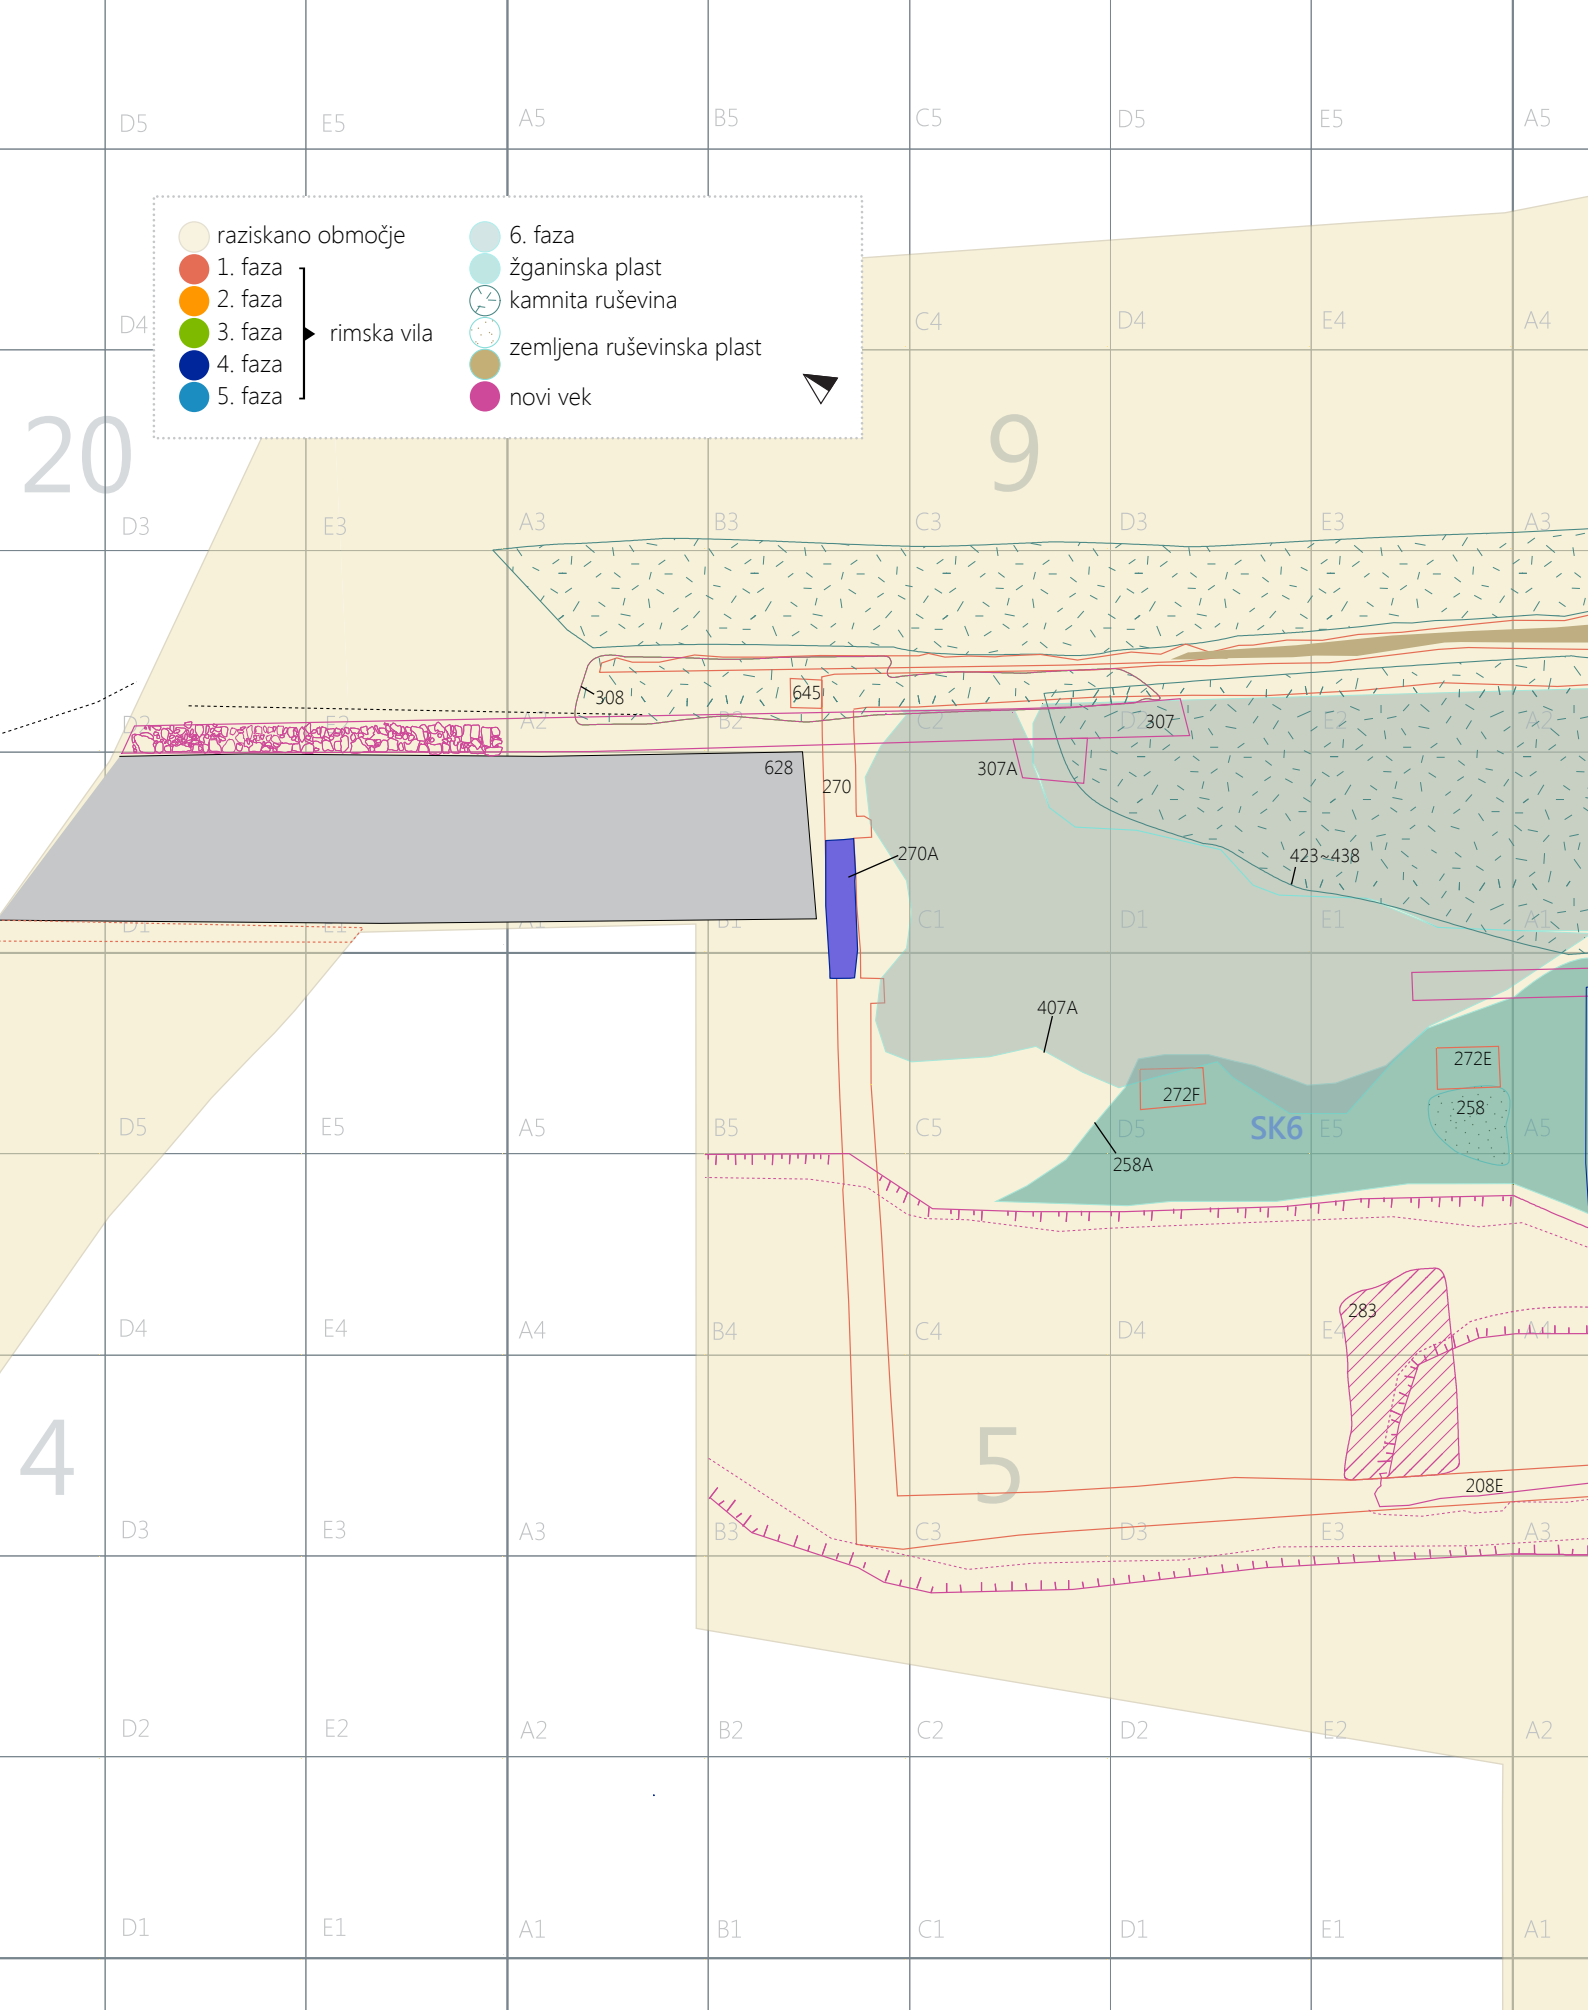 D5 E5 A5 B5 C5 D5 E5 A5
raziskano območje
1. faza
2. faza
3. faza
4. faza
5. faza
rimska vila
6. faza
žganinska plast
kamnita ruševina
zemljena ruševinska plast
novi vek
D4 C4 D4 E4 A4
20 9
D3 E3 A3 B3 C3 D3 E3 A3
308 645
D2 E2 A2 B2 C2 D2 307 E2 A2
628 270 307A
270A 423~438
D1 E1 A1 B1 C1 D1 E1 A1
407A
272E
272F 258
D5 E5 A5 B5 C5 D5 SK6 E5 A5
258A
283
D4 E4 A4 B4 C4 D4 E4 A4
4 5
208E
D3 E3 A3 B3 C3 D3 E3 A3
D2 E2 A2 B2 C2 D2 E2 A2
D1 E1 A1 B1 C1 D1 E1 A1